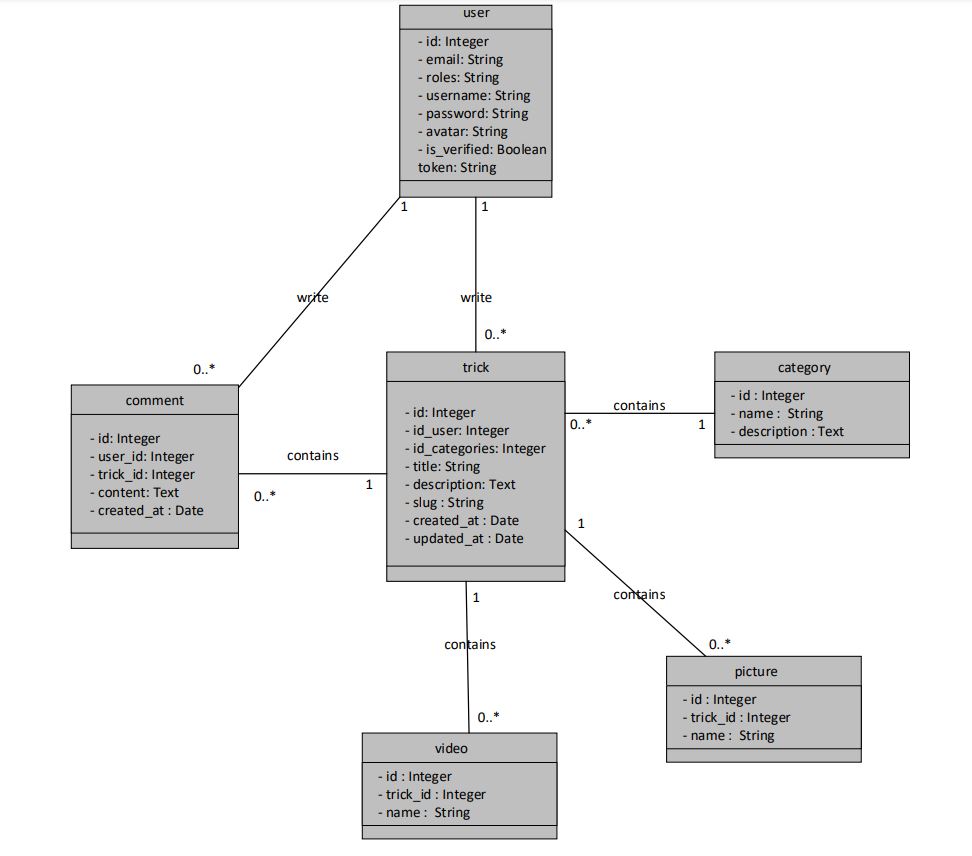 user
- id: Integer
- email: String
- roles: String
- username: String
- password: String
- avatar: String
- is_verified: Boolean
token: String
1
1
write
write
0..*
0..*
comment
- id: Integer
- user_id: Integer
- trick_id: Integer
- content: Text
- created_at : Date
contains
0..*
1
trick
- id: Integer
- id_user: Integer
- id_categories: Integer
- title: String
- description: Text
- slug : String
- created_at : Date
- updated_at : Date
contains
0..*
1
category
- id : Integer
- name :  String
- description : Text
1
contains
0..*
picture
- id : Integer
- trick_id : Integer
- name :  String
1
contains
0..*
video
- id : Integer
- trick_id : Integer
- name :  String